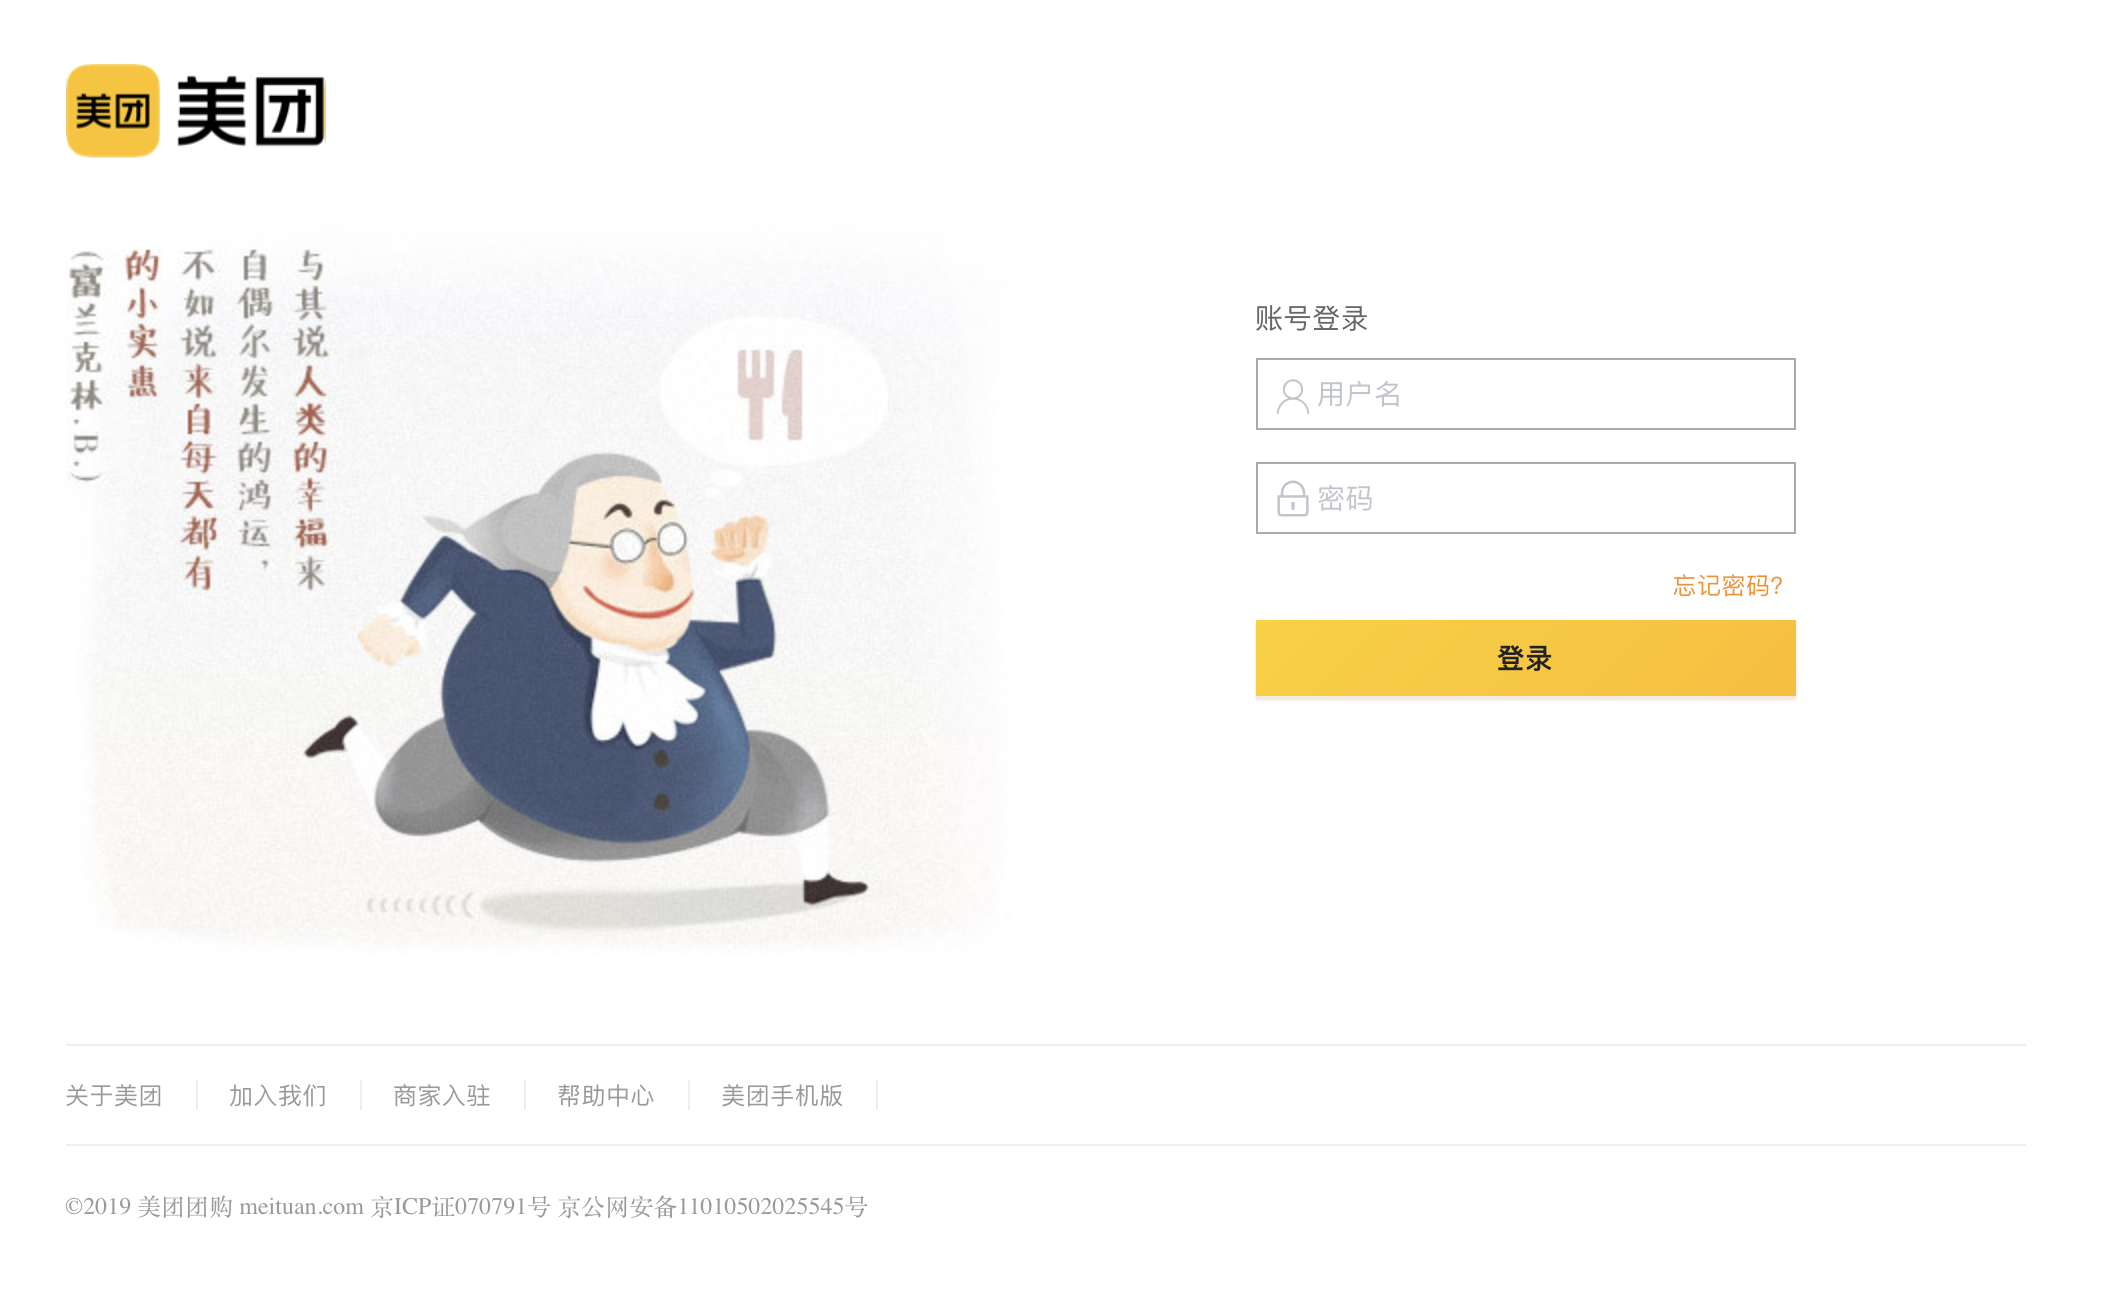 美团 美团
与其说人类的幸福来
自偶尔发生的鸿运，
不如说来自每天都有
的小实惠
(富兰克林.B.)
账号登录
用户名
密码
忘记密码?
登录
关于美团 加入我们 商家入驻 帮助中心 美团手机版
©2019 美团团购 meituan.com 京ICP证070791号 京公网安备11010502025545号